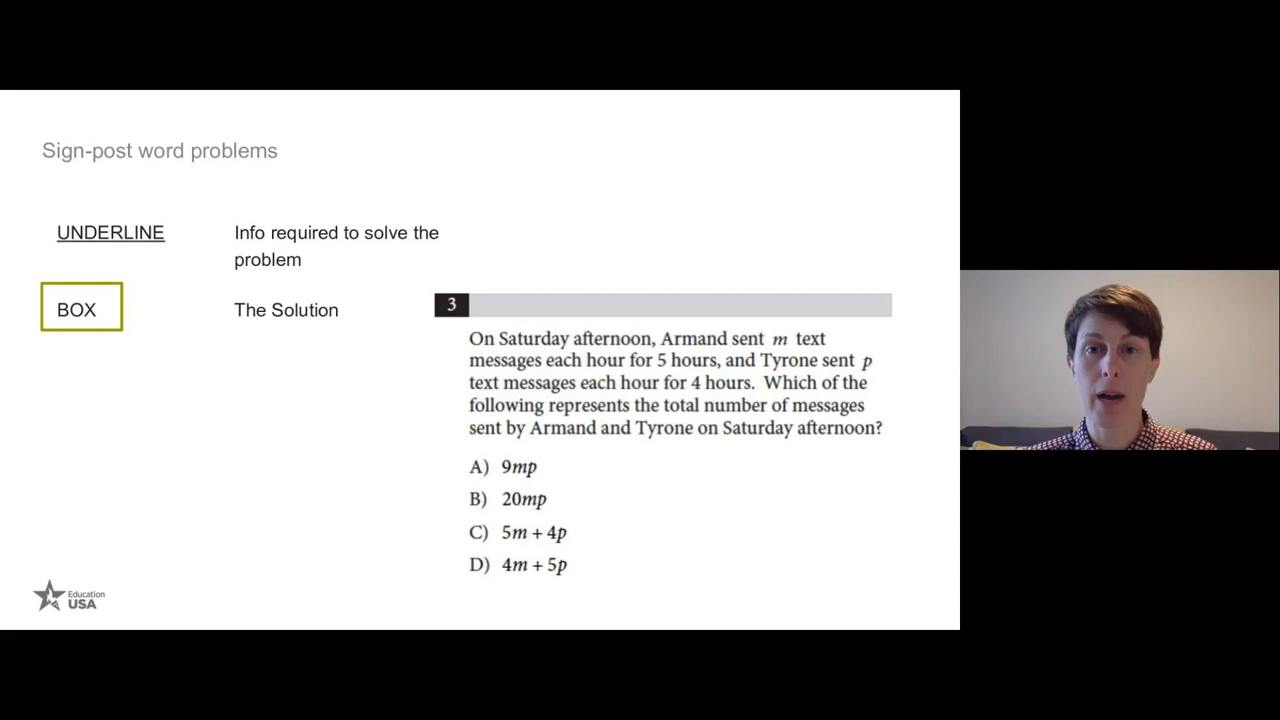 Sign-post word problems
UNDERLINE
Info required to solve the
problem
BOX
The Solution
3
On Saturday afternoon, Armand sent m text
messages each hour for 5 hours, and Tyrone sent p
text messages each hour for 4 hours. Which of the
following represents the total number of messages
sent by Armand and Tyrone on Saturday afternoon?
A) 9mp
B) 20mp
C) 5m + 4p
D) 4m + 5p
Education
USA